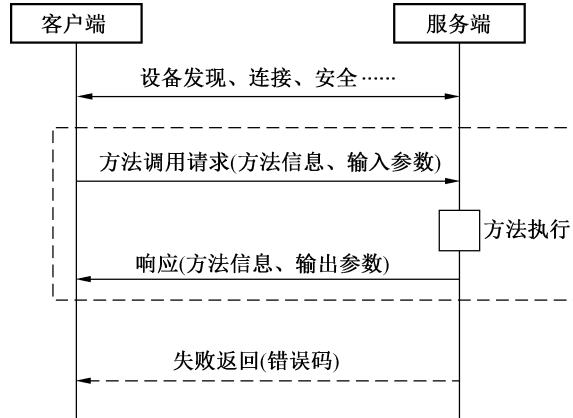 客户端
服务端
设备发现、连接、安全……
方法调用请求(方法信息、输入参数)
方法执行
响应(方法信息、输出参数)
失败返回(错误码)